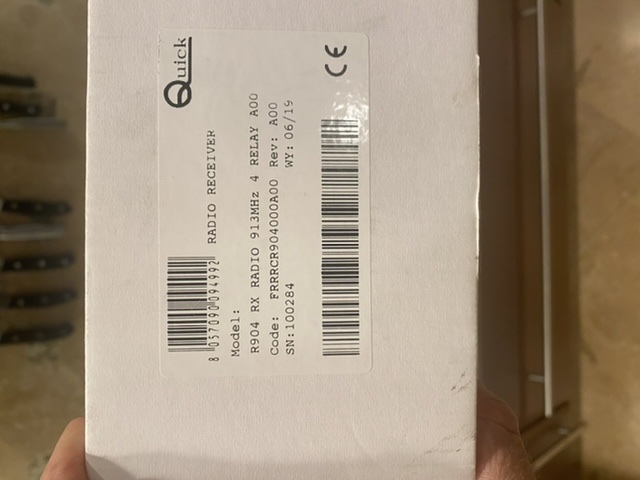 Quick
CE
8 057090 094992
RADIO RECEIVER
Model:
R904 RX RADIO 913MHz 4 RELAY A00
Code: FRRRCR904000A00 Rev: A00
SN:100284 WY: 06/19